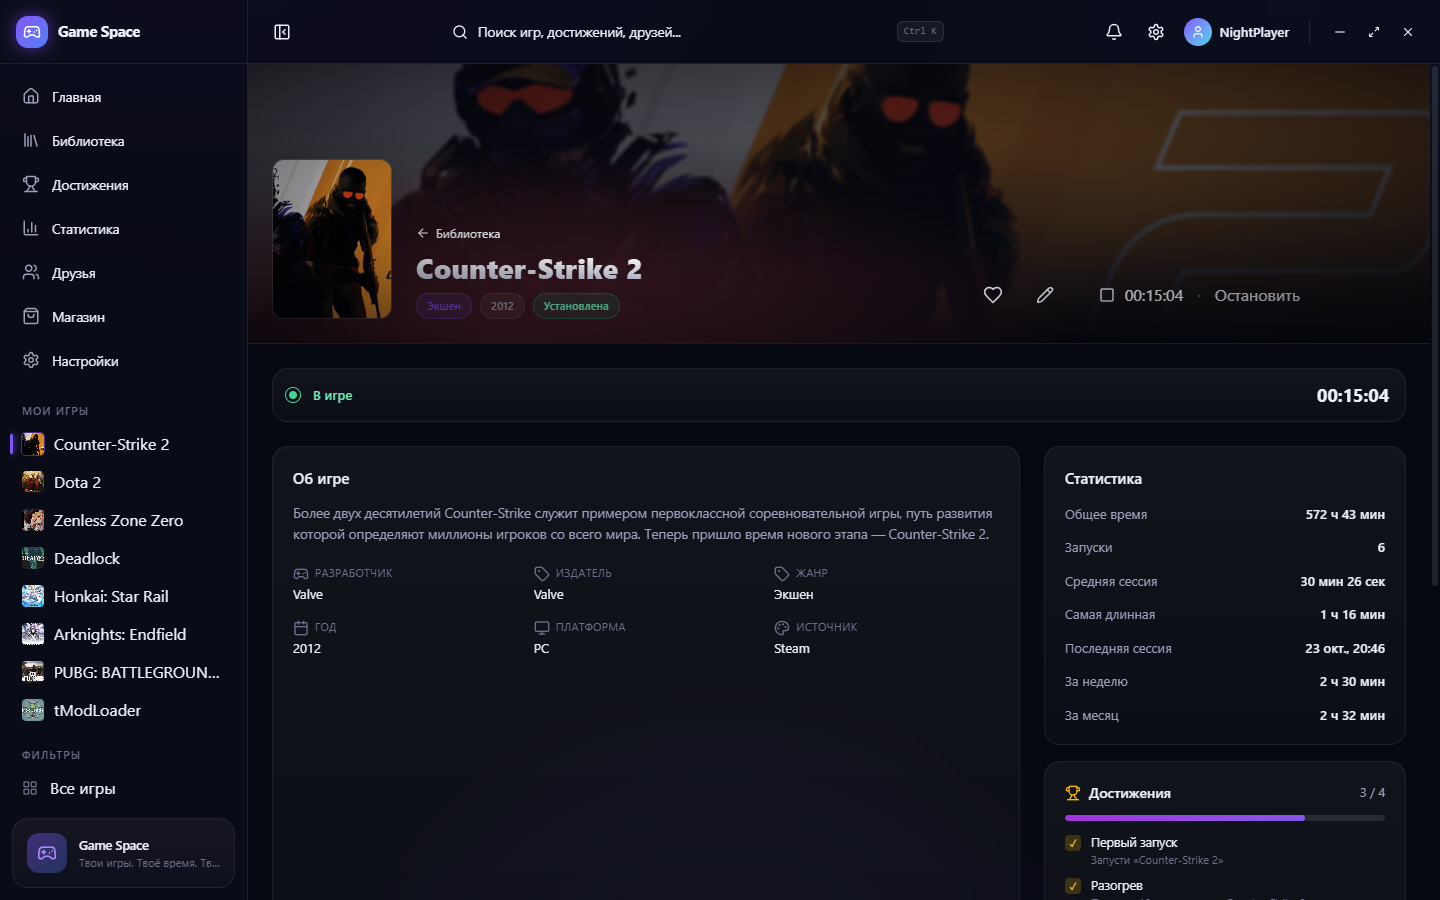 Game Space
Поиск игр, достижений, друзей...
Ctrl K
NightPlayer
Главная
Библиотека
Достижения
Статистика
Друзья
Магазин
Настройки
МОИ ИГРЫ
Counter-Strike 2
Dota 2
Zenless Zone Zero
Deadlock
Honkai: Star Rail
Arknights: Endfield
PUBG: BATTLEGROUN...
tModLoader
ФИЛЬТРЫ
Все игры
Game Space
Твои игры. Твоё время. Тв...
Библиотека
Counter-Strike 2
Экшен
2012
Установлена
00:15:04 · Остановить
В игре
00:15:04
Об игре
Более двух десятилетий Counter-Strike служит примером первоклассной соревновательной игры, путь развития
которой определяют миллионы игроков со всего мира. Теперь пришло время нового этапа — Counter-Strike 2.
РАЗРАБОТЧИК
Valve
ИЗДАТЕЛЬ
Valve
ЖАНР
Экшен
ГОД
2012
ПЛАТФОРМА
PC
ИСТОЧНИК
Steam
Статистика
Общее время 572 ч 43 мин
Запуски 6
Средняя сессия 30 мин 26 сек
Самая длинная 1 ч 16 мин
Последняя сессия 23 окт., 20:46
За неделю 2 ч 30 мин
За месяц 2 ч 32 мин
Достижения 3 / 4
Первый запуск
Запусти «Counter-Strike 2»
Разогрев